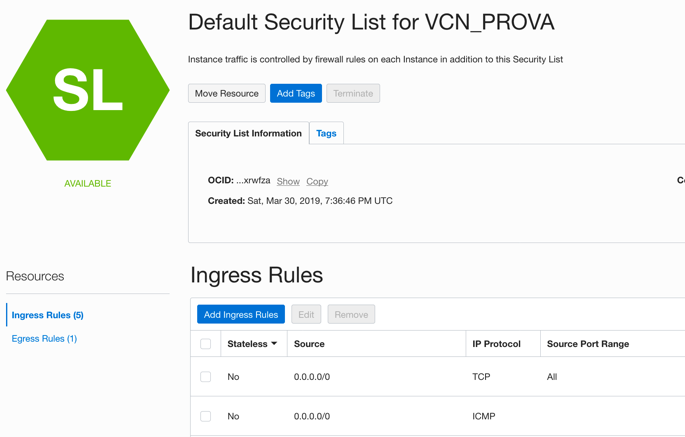 Default Security List for VCN_PROVA
SL
Instance traffic is controlled by firewall rules on each Instance in addition to this Security List
Move Resource Add Tags Terminate
Security List Information Tags
AVAILABLE
OCID: ...xrwfza Show Copy
Created: Sat, Mar 30, 2019, 7:36:46 PM UTC
Resources
Ingress Rules (5)
Egress Rules (1)
Ingress Rules
Add Ingress Rules Edit Remove
Stateless Source IP Protocol Source Port Range
No 0.0.0.0/0 TCP All
No 0.0.0.0/0 ICMP